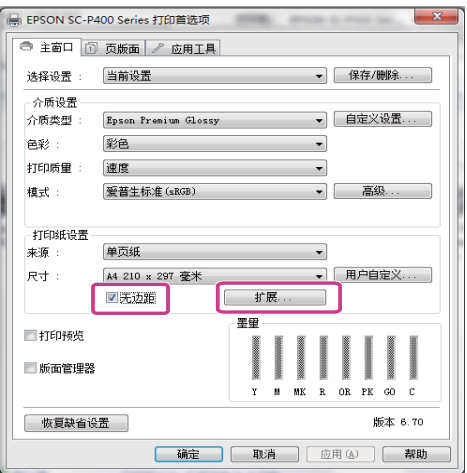 EPSON SC-P400 Series 打印首选项
主窗口 页版面 应用工具
选择设置 : 当前设置 保存/删除...
介质设置
介质类型 : Epson Premium Glossy 自定义设置...
色彩 : 彩色
打印质量 : 速度
模式 : 爱普生标准(sRGB) 高级...
打印纸设置
来源 : 单页纸
尺寸 : A4 210 x 297 毫米 用户自定义...
无边距 扩展...
打印预览
版面管理器
墨量
Y M MK R OR PK GO C
恢复缺省设置 版本 6.70
确定 取消 应用(A) 帮助